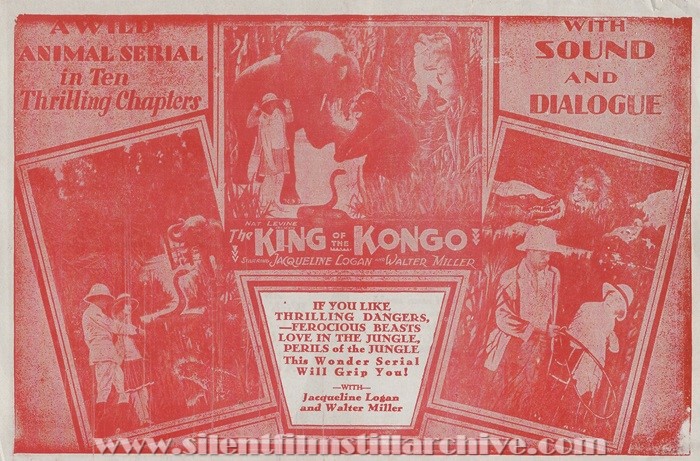 A WILD
ANIMAL SERIAL
in Ten
Thrilling Chapters
WITH
SOUND
AND
DIALOGUE
NAT LEVINE
The KING OF THE KONGO
Starring JACQUELINE LOGAN and WALTER MILLER
IF YOU LIKE
THRILLING DANGERS,
—FEROCIOUS BEASTS
LOVE IN THE JUNGLE,
PERILS of the JUNGLE
This Wonder Serial
Will Grip You!
—WITH—
Jacqueline Logan
and Walter Miller
www.silentfilmstillarchive.com